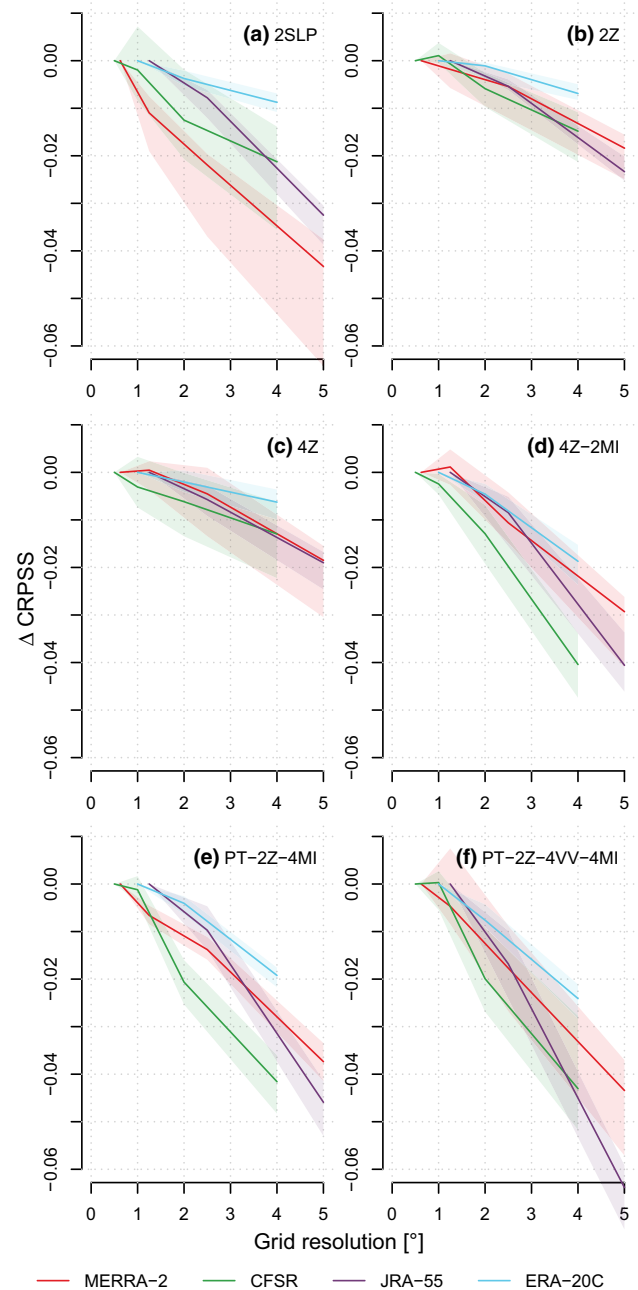 (a) 2SLP
(b) 2Z
0.00
−0.02
−0.04
−0.06
0.00
−0.02
−0.04
−0.06
0 1 2 3 4 5
0 1 2 3 4 5
(c) 4Z
(d) 4Z−2MI
0.00
−0.02
−0.04
−0.06
0.00
−0.02
−0.04
−0.06
Δ CRPSS
0 1 2 3 4 5
0 1 2 3 4 5
(e) PT−2Z−4MI
(f) PT−2Z−4VV−4MI
0.00
−0.02
−0.04
−0.06
0.00
−0.02
−0.04
−0.06
0 1 2 3 4 5
0 1 2 3 4 5
Grid resolution [°]
MERRA−2 CFSR JRA−55 ERA−20C